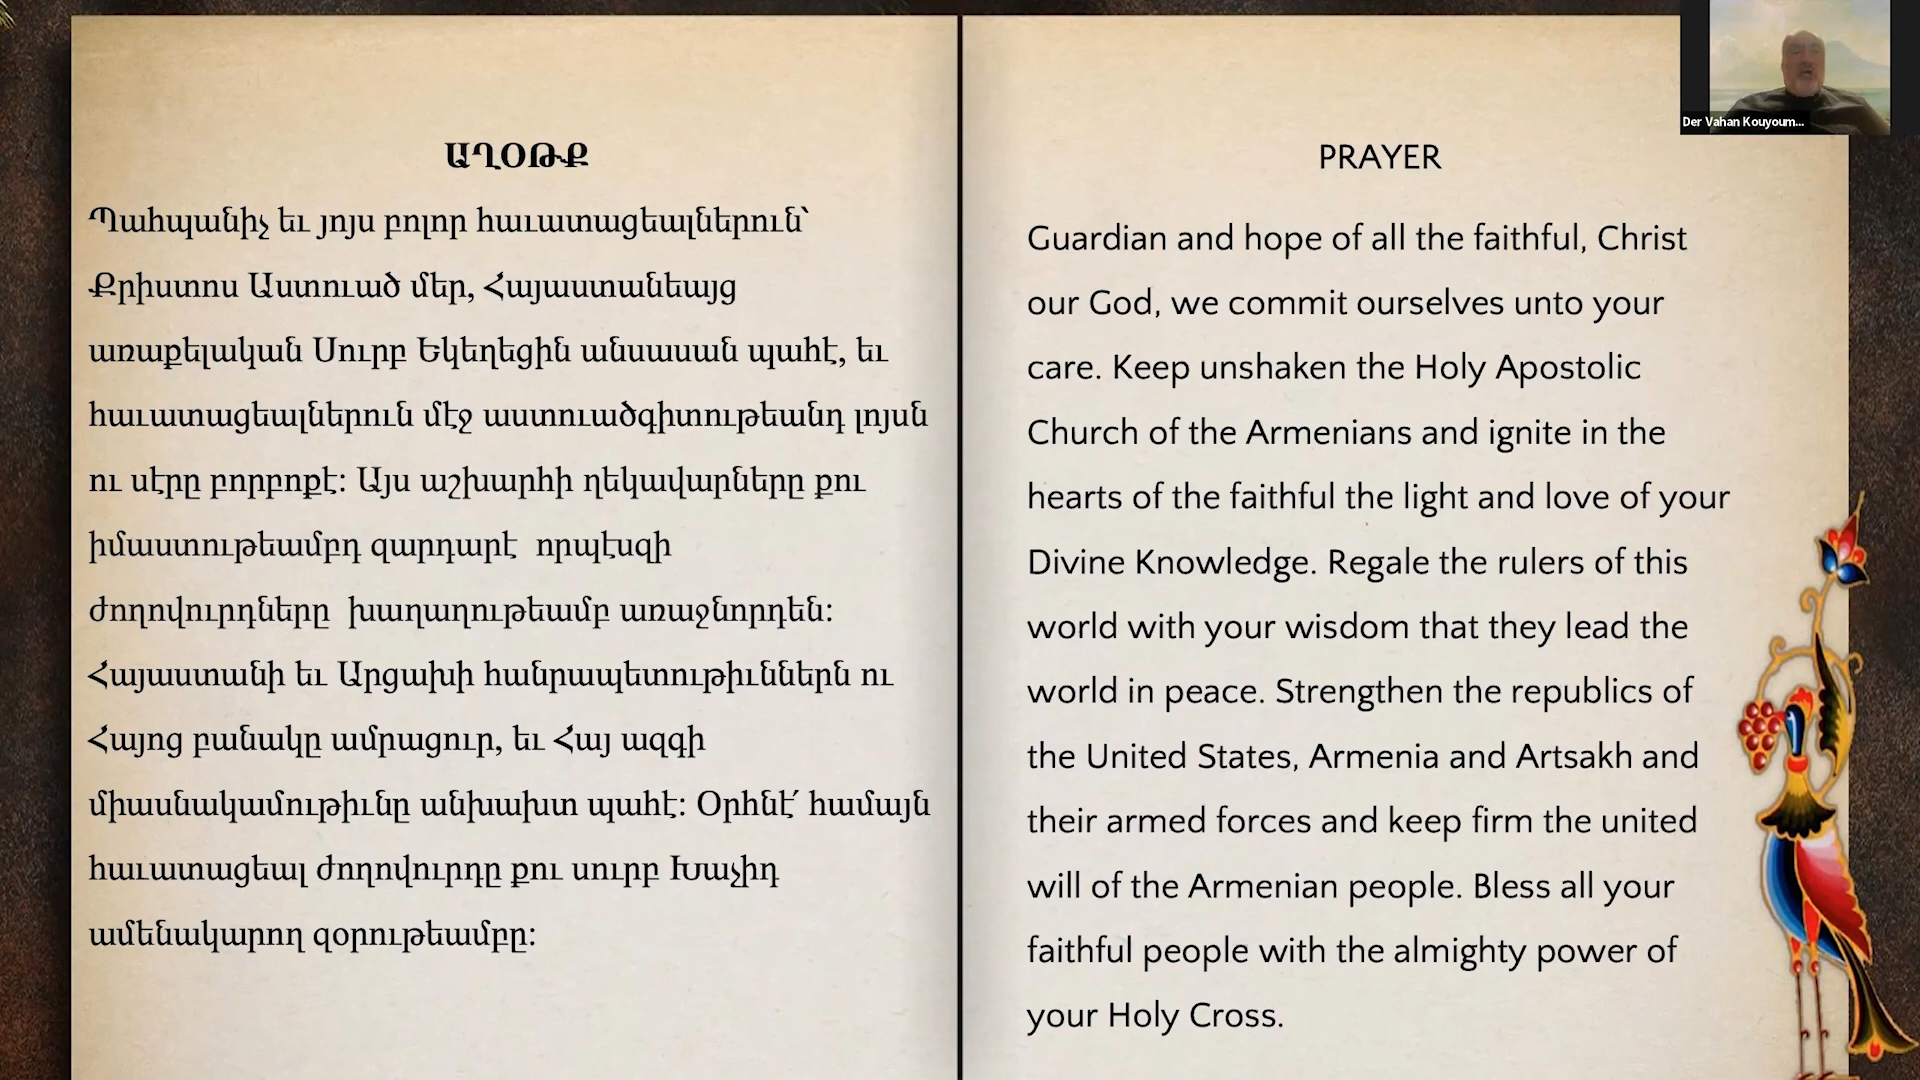 ԱՂՕԹՔ
Պահպանիչ եւ յոյս բոլոր հաւատացեալներուն՝
Քրիստոս Աստուած մեր, Հայաստանեայց
առաքելական Սուրբ Եկեղեցին անսասան պահէ, եւ
հաւատացեալներուն մէջ աստուածգիտութեանդ լոյսն
ու սէրը բորբոքէ: Այս աշխարհի ղեկավարները քու
իմաստութեամբդ զարդարէ  որպէսզի
ժողովուրդները  խաղաղութեամբ առաջնորդեն:
Հայաստանի եւ Արցախի հանրապետութիւններն ու
Հայոց բանակը ամրացուր, եւ Հայ ազգի
միասնակամութիւնը անխախտ պահէ: Օրհնէ՛ համայն
հաւատացեալ ժողովուրդը քու սուրբ Խաչիդ
ամենակարող զօրութեամբը:
PRAYER
Guardian and hope of all the faithful, Christ
our God, we commit ourselves unto your
care. Keep unshaken the Holy Apostolic
Church of the Armenians and ignite in the
hearts of the faithful the light and love of your
Divine Knowledge. Regale the rulers of this
world with your wisdom that they lead the
world in peace. Strengthen the republics of
the United States, Armenia and Artsakh and
their armed forces and keep firm the united
will of the Armenian people. Bless all your
faithful people with the almighty power of
your Holy Cross.
Der Vahan Kouyoum...